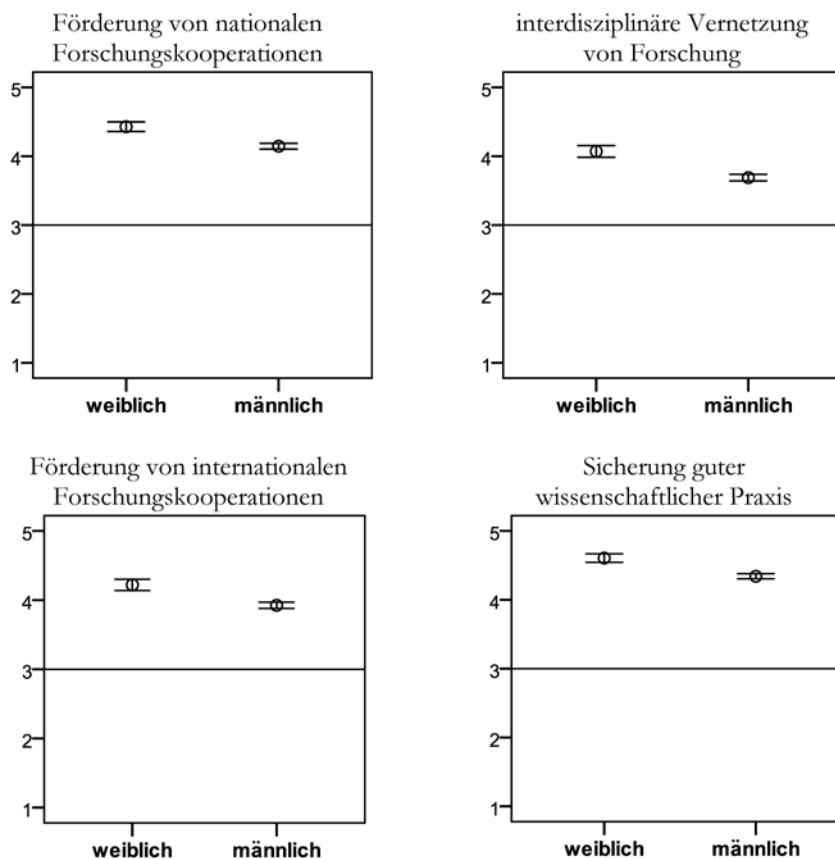 Förderung von nationalen
Forschungskooperationen
5
4
3
2
1
weiblich männlich
interdisziplinäre Vernetzung
von Forschung
5
4
3
2
1
weiblich männlich
Förderung von internationalen
Forschungskooperationen
5
4
3
2
1
weiblich männlich
Sicherung guter
wissenschaftlicher Praxis
5
4
3
2
1
weiblich männlich